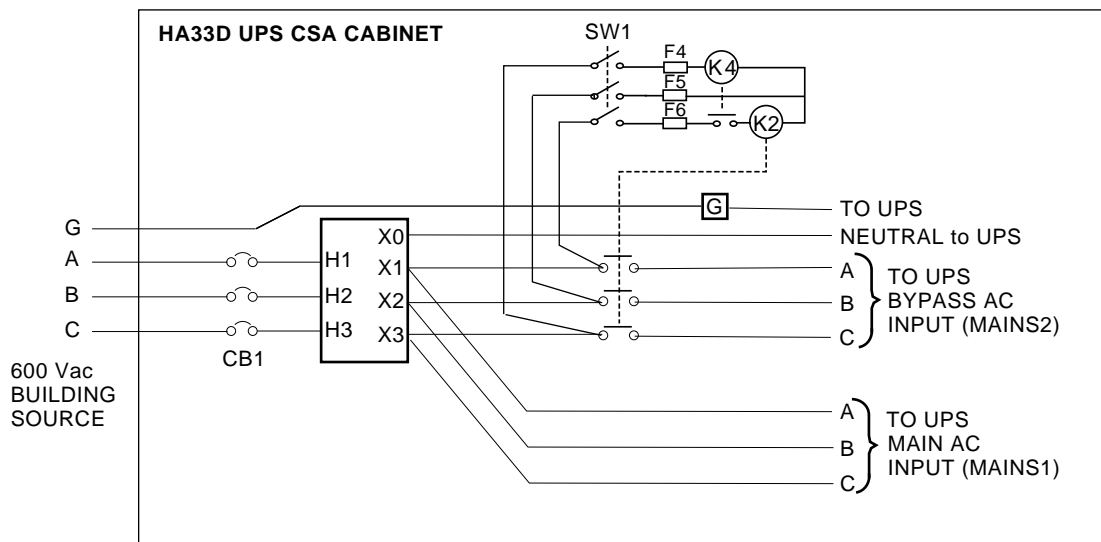 HA33D UPS CSA CABINET
SW1
F4
K4
F5
F6
K2
G
G
TO UPS
X0
NEUTRAL to UPS
A
H1
X1
A
B
H2
X2
B
C
H3
X3
C
TO UPS
BYPASS AC
INPUT (MAINS2)
CB1
600 Vac
BUILDING
SOURCE
A
B
C
TO UPS
MAIN AC
INPUT (MAINS1)